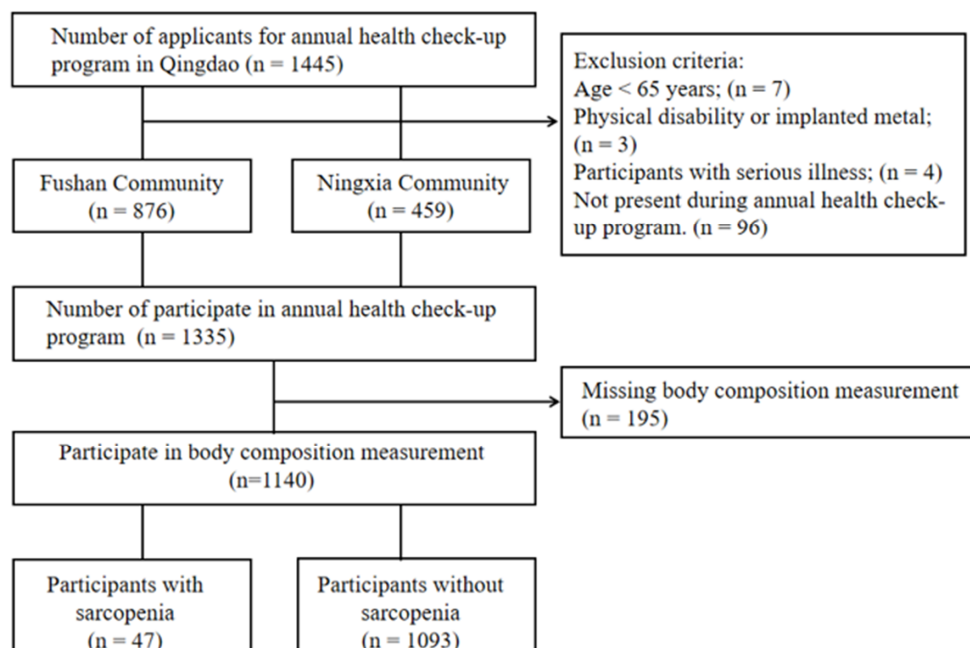 Number of applicants for annual health check-up
program in Qingdao (n = 1445)
Exclusion criteria:
Age < 65 years; (n = 7)
Physical disability or implanted metal;
(n = 3)
Participants with serious illness; (n = 4)
Not present during annual health check-
up program. (n = 96)
Fushan Community
(n = 876)
Ningxia Community
(n = 459)
Number of participate in annual health check-up
program (n = 1335)
Missing body composition measurement
(n = 195)
Participate in body composition measurement
(n=1140)
Participants with
sarcopenia
(n = 47)
Participants without
sarcopenia
(n = 1093)